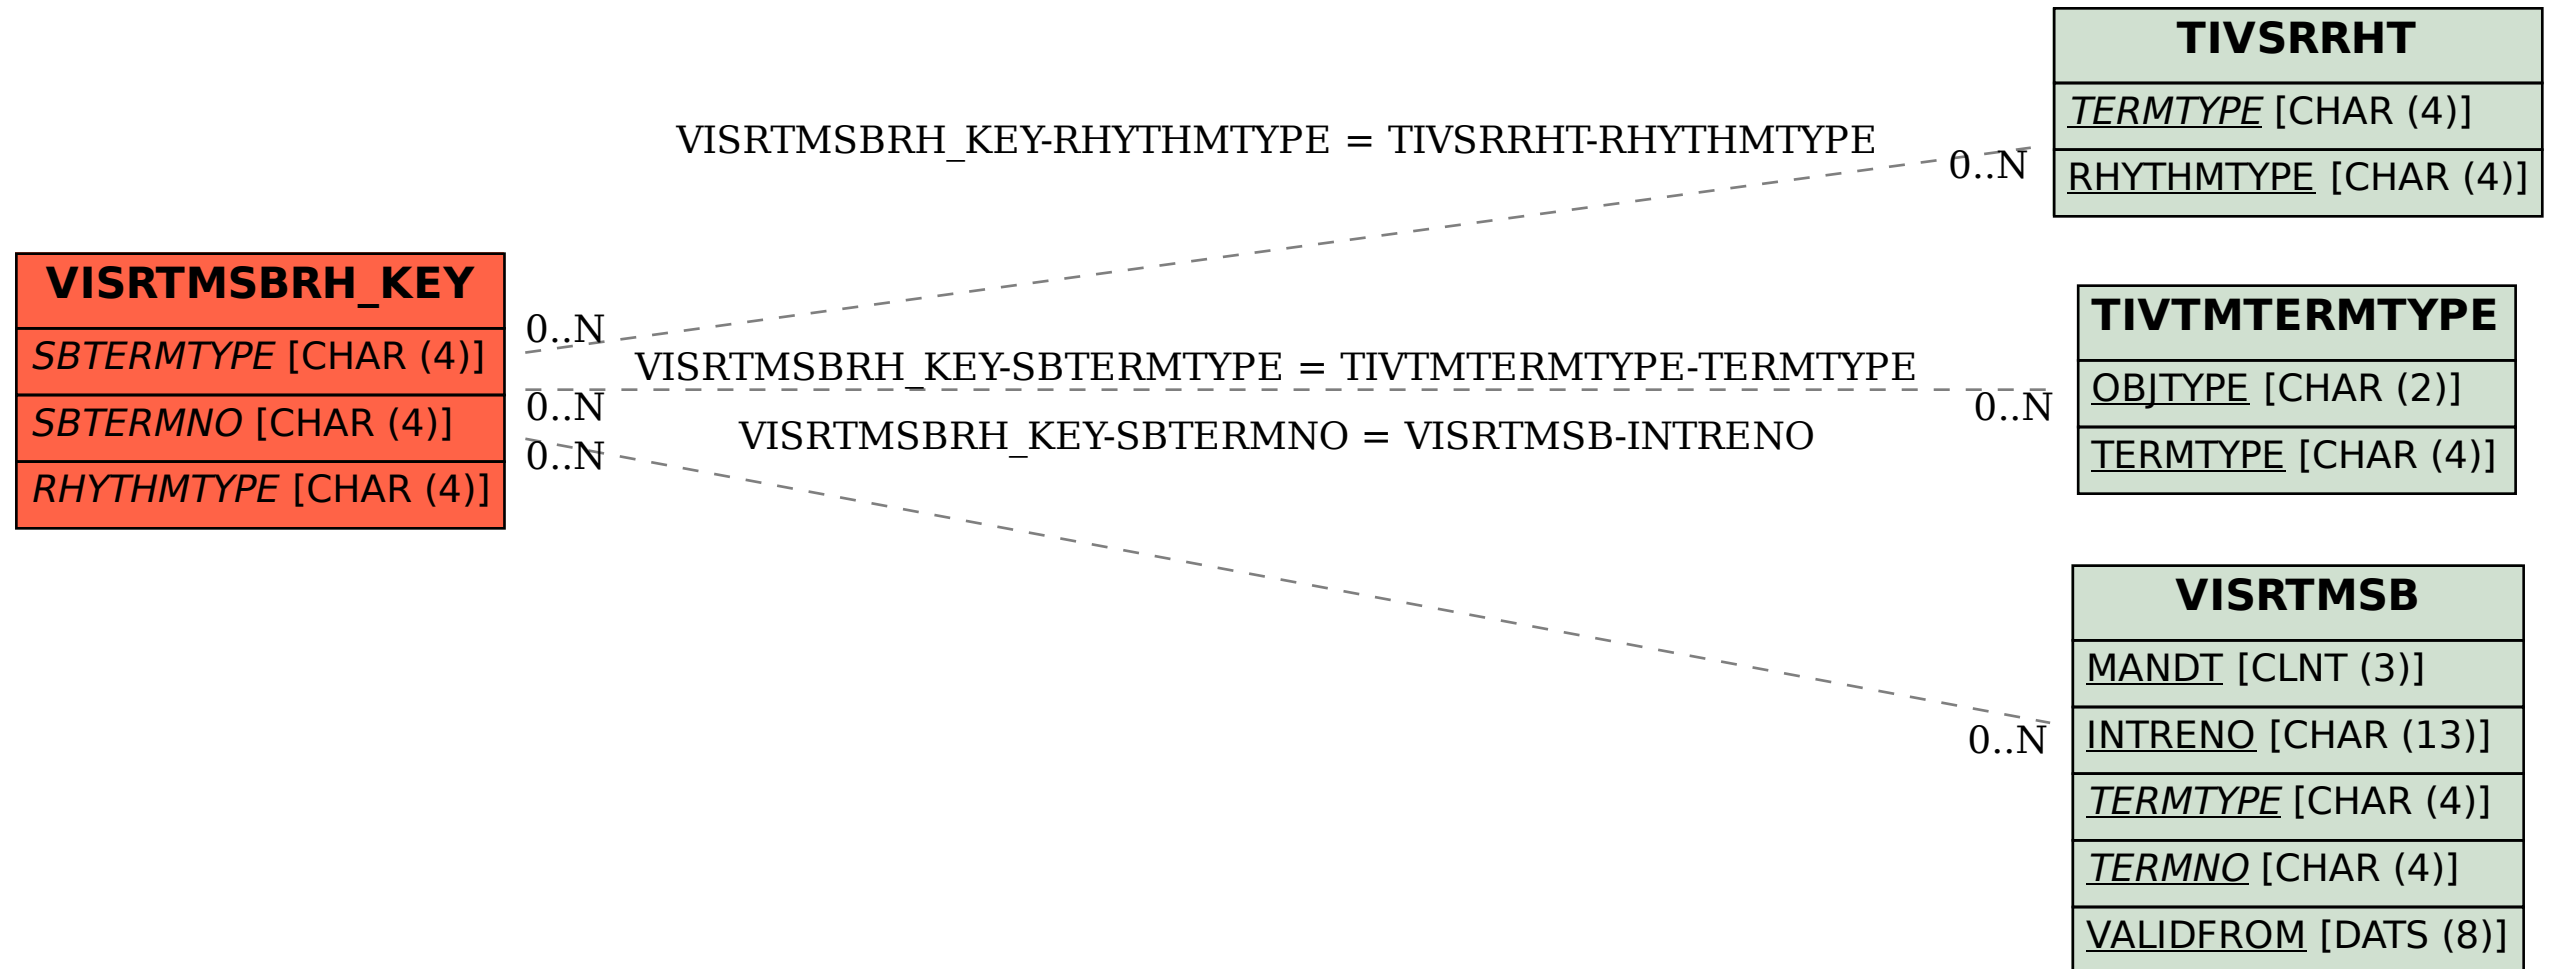 TIVSRRHT
TERMTYPE [CHAR (4)]
RHYTHMTYPE [CHAR (4)]
VISRTMSBRH_KEY-RHYTHMTYPE = TIVSRRHT-RHYTHMTYPE
0..N
0..N
VISRTMSBRH_KEY
SBTERMTYPE [CHAR (4)]
SBTERMNO [CHAR (4)]
RHYTHMTYPE [CHAR (4)]
VISRTMSBRH_KEY-SBTERMTYPE = TIVTMTERMTYPE-TERMTYPE
0..N
0..N
TIVTMTERMTYPE
OBJTYPE [CHAR (2)]
TERMTYPE [CHAR (4)]
VISRTMSBRH_KEY-SBTERMNO = VISRTMSB-INTRENO
0..N
0..N
VISRTMSB
MANDT [CLNT (3)]
INTRENO [CHAR (13)]
TERMTYPE [CHAR (4)]
TERMNO [CHAR (4)]
VALIDFROM [DATS (8)]